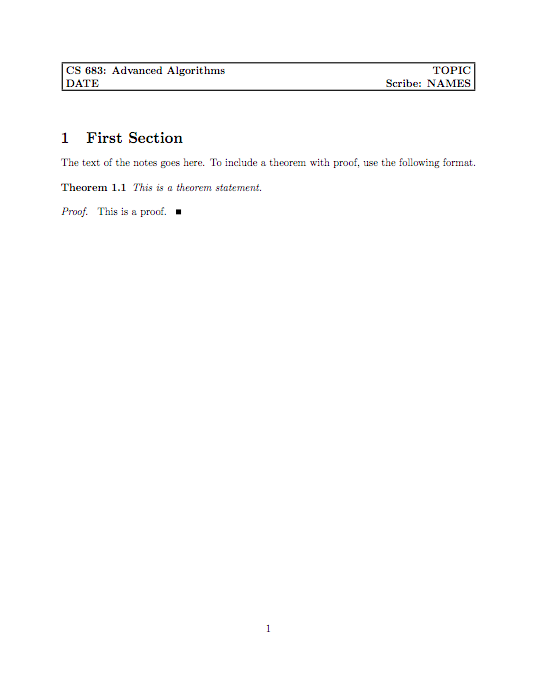 CS 683: Advanced Algorithms TOPIC
DATE Scribe: NAMES
1 First Section
The text of the notes goes here. To include a theorem with proof, use the following format.
Theorem 1.1 This is a theorem statement.
Proof. This is a proof. ■
1